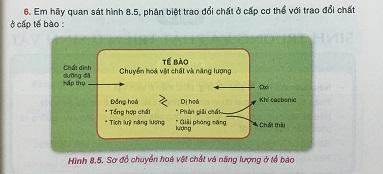 6. Em hãy quan sát hình 8.5, phân biệt trao đổi chất ở cấp cơ thể với trao đổi chất
ở cấp tế bào :
TẾ BÀO
Chuyển hoá vật chất và năng lượng
Chất dinh
dưỡng đã
hấp thụ
Oxi
Khí cacbonic
Chất thải
Đồng hoá
* Tổng hợp chất
* Tích luỹ năng lượng
Dị hoá
* Phân giải chất
* Giải phóng năng
lượng
Hình 8.5. Sơ đồ chuyển hoá vật chất và năng lượng ở tế bào